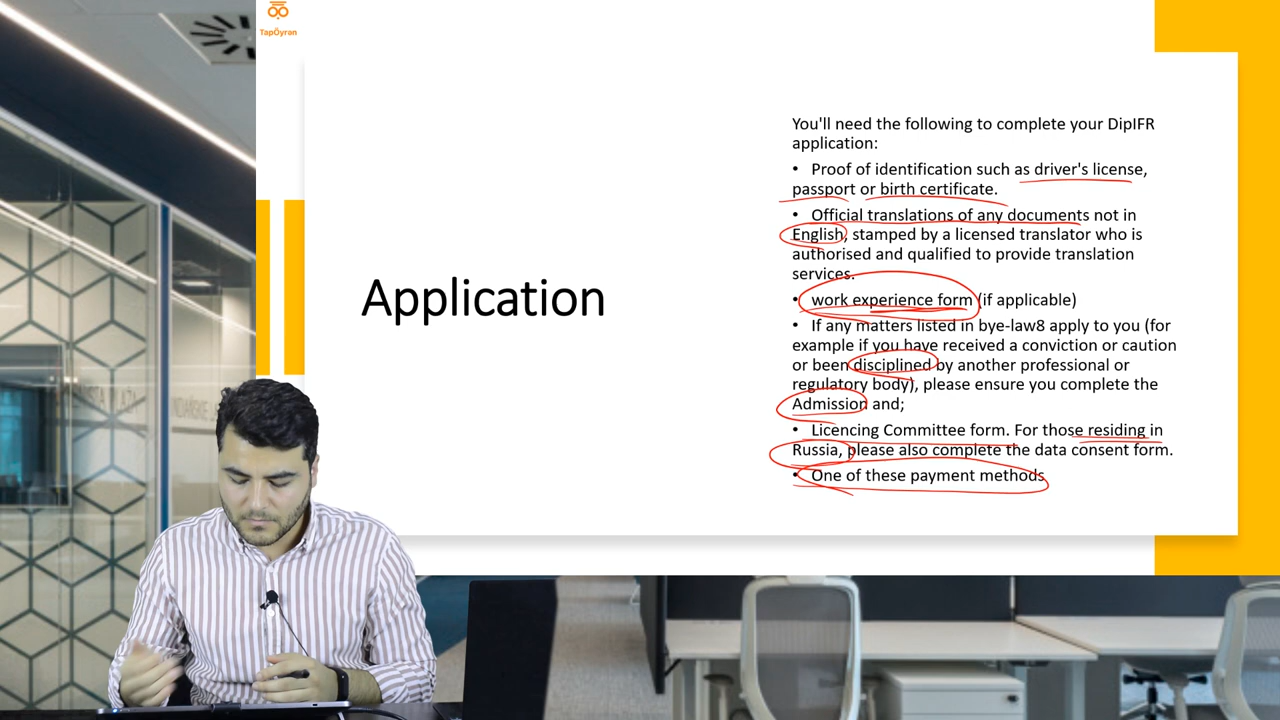 TapÖyrən
You'll need the following to complete your DipIFR
application:
• Proof of identification such as driver's license,
passport or birth certificate.
• Official translations of any documents not in
English, stamped by a licensed translator who is
authorised and qualified to provide translation
services.
• work experience form (if applicable)
• If any matters listed in bye-law8 apply to you (for
example if you have received a conviction or caution
or been disciplined by another professional or
regulatory body), please ensure you complete the
Admission and;
• Licencing Committee form. For those residing in
Russia, please also complete the data consent form.
• One of these payment methods
Application